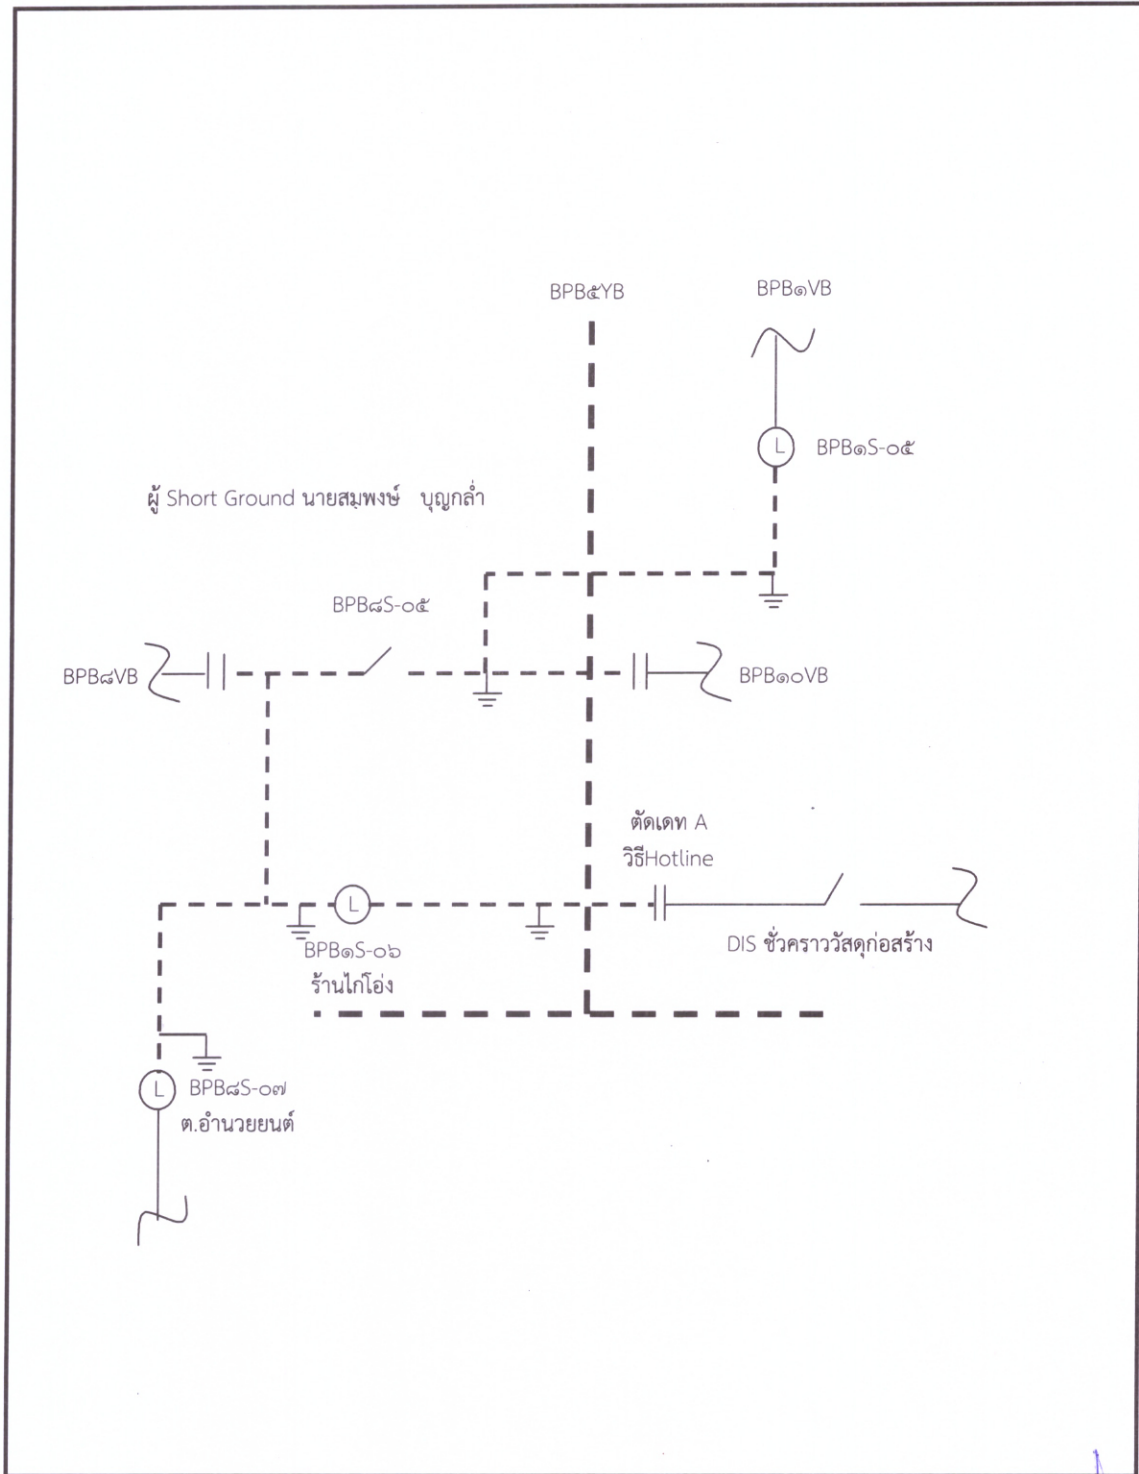 BPB๕YB
BPB๑VB
L
BPB๑S-๐๕
ผู้ Short Ground นายสมพงษ์ บุญกล่ำ
BPB๘S-๐๕
BPB๘VB
BPB๑๐VB
ตัดเดท A
วิธีHotline
L
BPB๑S-๐๖
ร้านไก่โอ่ง
DIS ชั่วคราววัสดุก่อสร้าง
L
BPB๘S-๐๗
ต.อำนวยยนต์